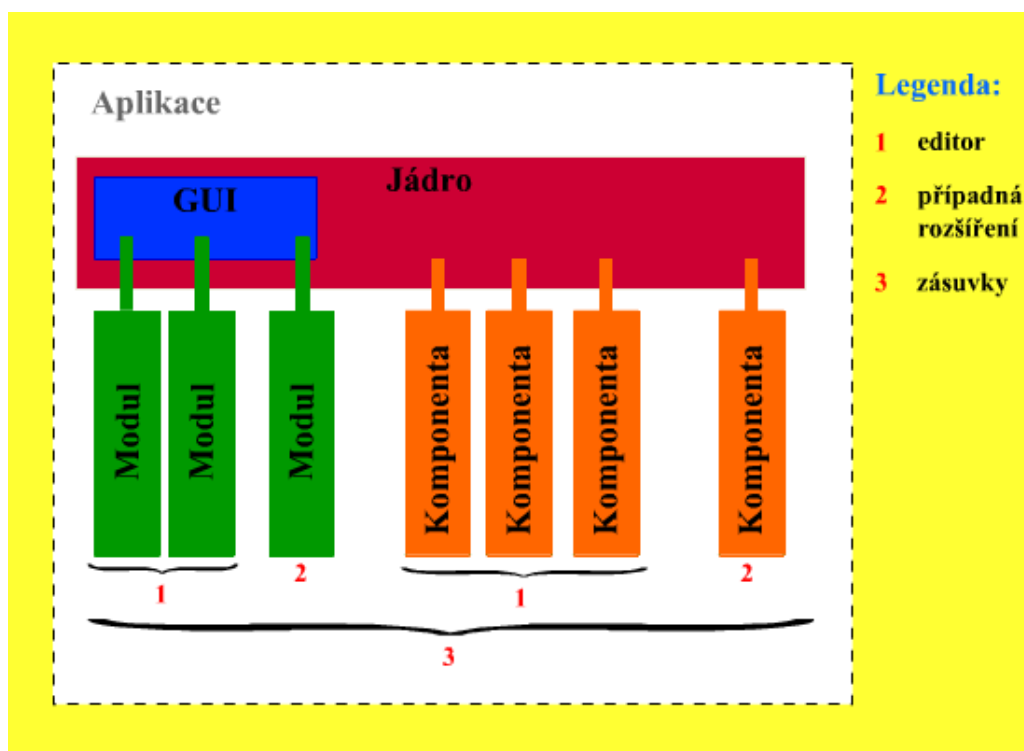 Aplikace
Legenda:
1 editor
2 případná
rozšíření
3 zásuvky
Jádro
GUI
Modul
Modul
Modul
Komponenta
Komponenta
Komponenta
Komponenta
1
2
1
2
3